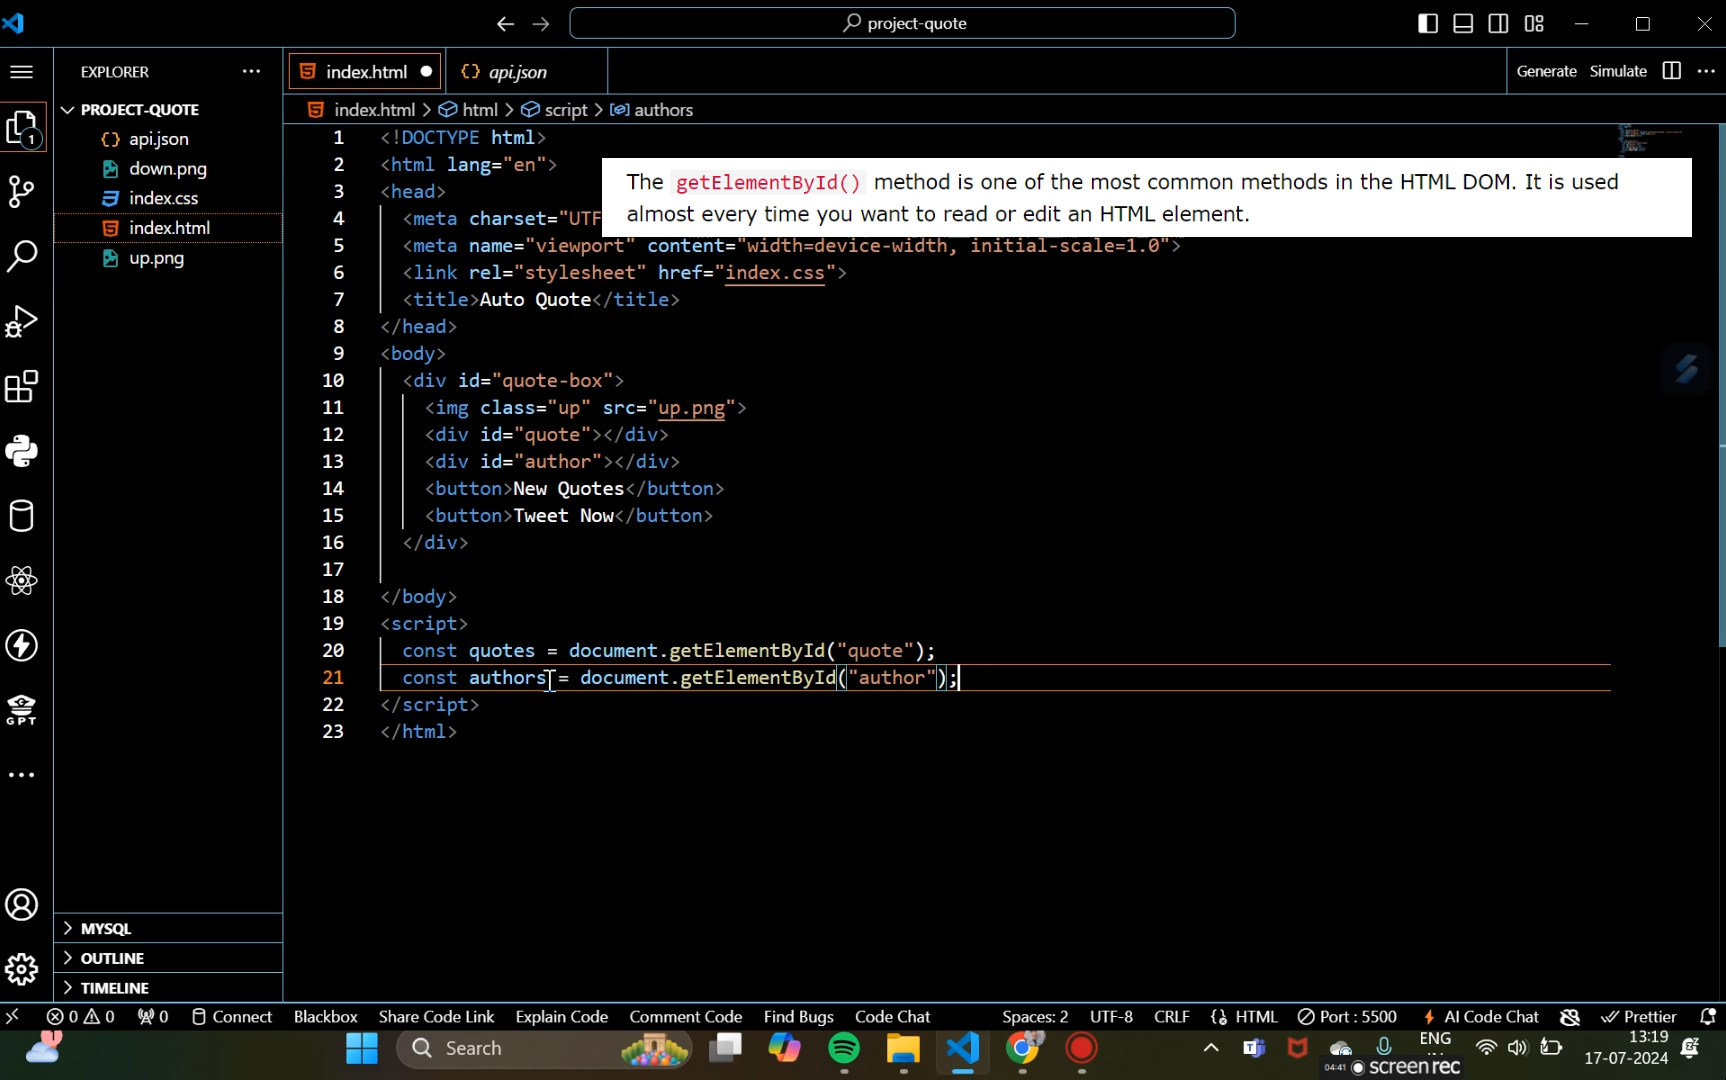 project-quote
EXPLORER
index.html
api.json
Generate Simulate
PROJECT-QUOTE
api.json
down.png
index.css
index.html
up.png
1
index.html > html > script > authors
1 <!DOCTYPE html>
2 <html lang="en">
3 <head>
4 <meta charset="UTF
5 <meta name="viewport" content="width=device-width, initial-scale=1.0">
6 <link rel="stylesheet" href="index.css">
7 <title>Auto Quote</title>
8 </head>
9 <body>
10 <div id="quote-box">
11 <img class="up" src="up.png">
12 <div id="quote"></div>
13 <div id="author"></div>
14 <button>New Quotes</button>
15 <button>Tweet Now</button>
16 </div>
17
18 </body>
19 <script>
20 const quotes = document.getElementById("quote");
21 const authors = document.getElementById("author");
22 </script>
23 </html>
The getElementById() method is one of the most common methods in the HTML DOM. It is used
almost every time you want to read or edit an HTML element.
GPT
MYSQL
OUTLINE
TIMELINE
0 0 0 Connect Blackbox Share Code Link Explain Code Comment Code Find Bugs Code Chat Spaces: 2 UTF-8 CRLF HTML Port : 5500 AI Code Chat Prettier
1
Search
ENG
13:19
17-07-2024
04:41 screenrec